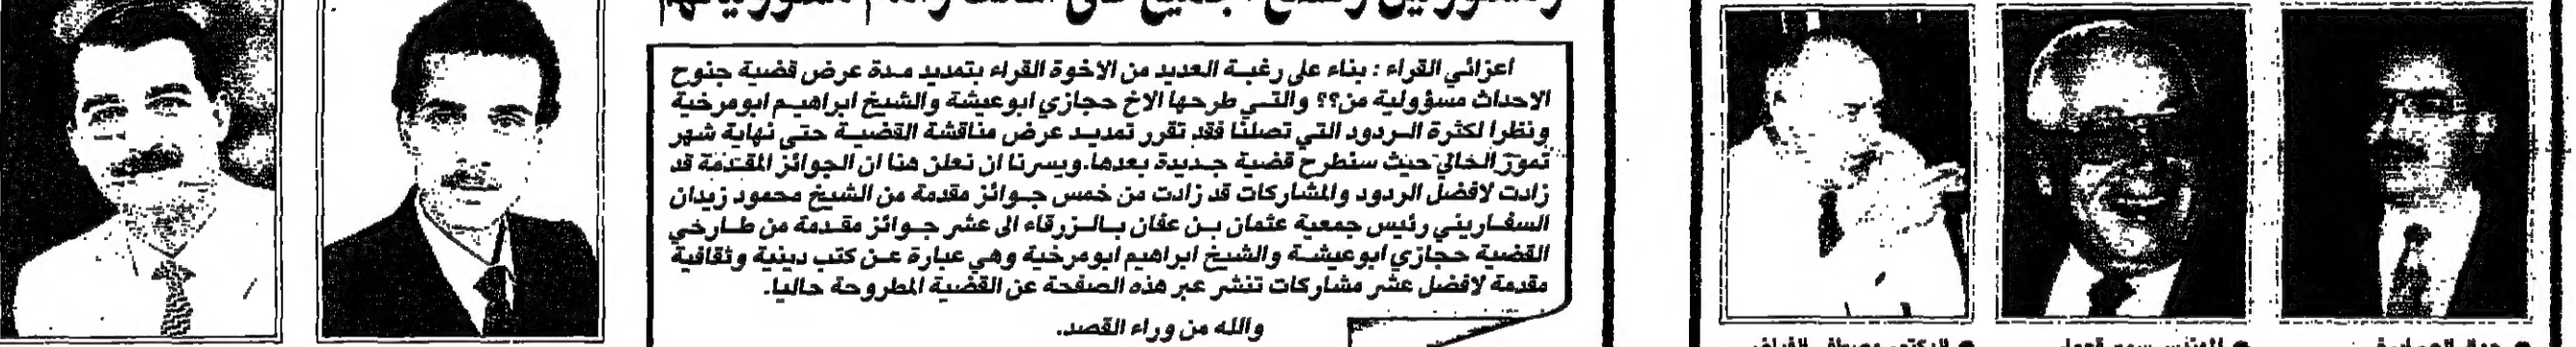 اعزائي القراء : بناء على رغبة العديد من الاخوة القراء بتمديد مدة عرض قضية جنوح
الاحداث مسؤولية من؟؟ والتي طرحها الاخ حجازي ابوعيشة والشيخ ابراهيم ابومرخية
ونظرا لكثرة الردود التي تصلنا فقد تقرر تمديد عرض مناقشة القضية حتى نهاية شهر
تموز الحالي حيث سنطرح قضية جديدة بعدها. ويسرنا ان نعلن هنا ان الجوائز المقدمة قد
زادت لافضل الردود والمشاركات قد زادت من خمس جوائز مقدمة من الشيخ محمود زيدان
السفاريني رئيس جمعية عثمان بن عفان بالزرقاء الى عشر جوائز مقدمة من طارحي
القضية حجازي ابوعيشة والشيخ ابراهيم ابومرخية وهي عبارة عن كتب دينية وثقافية
مقدمة لافضل عشر مشاركات تنشر عبر هذه الصفحة عن القضية المطروحة حاليا.
والله من وراء القصد.